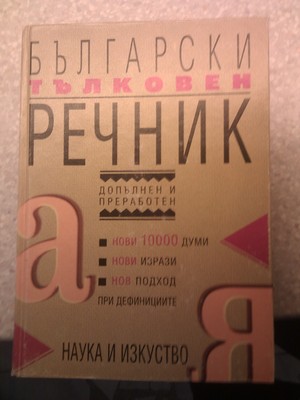 БЪЛГАРСКИ
ТЪЛКОВЕН
РЕЧНИК
ДОПЪЛНЕН И
ПРЕРАБОТЕН
НОВИ 10000 ДУМИ
НОВИ ИЗРАЗИ
НОВ ПОДХОД
ПРИ ДЕФИНИЦИИТЕ
а
Я
НАУКА И ИЗКУСТВО